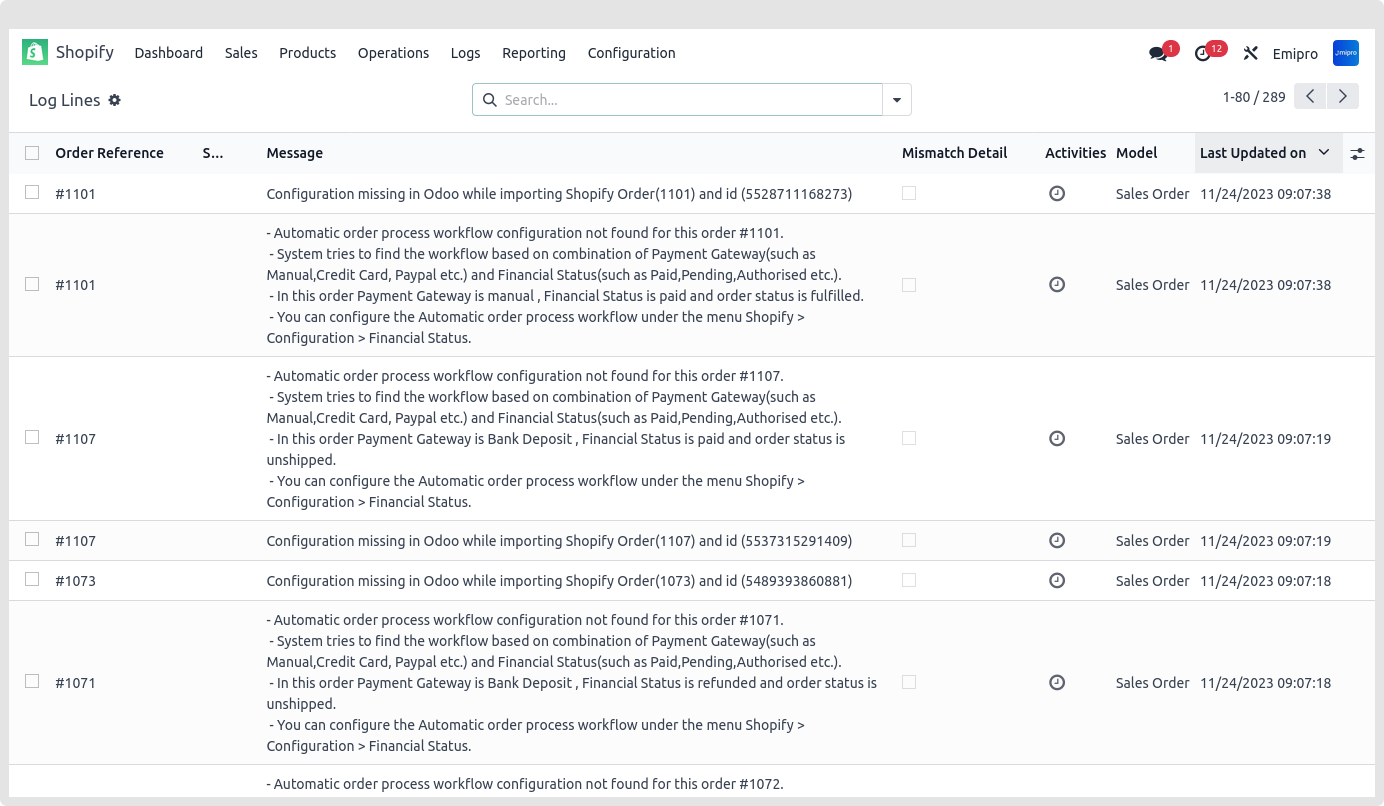 Shopify Dashboard Sales Products Operations Logs Reporting Configuration 1 12 Emipro emipro
Log Lines Search... 1-80 / 289
Order Reference S... Message Mismatch Detail Activities Model Last Updated on
#1101 Configuration missing in Odoo while importing Shopify Order(1101) and id (5528711168273) Sales Order 11/24/2023 09:07:38
- Automatic order process workflow configuration not found for this order #1101.
- System tries to find the workflow based on combination of Payment Gateway(such as
Manual,Credit Card, Paypal etc.) and Financial Status(such as Paid,Pending,Authorised etc.).
#1101 Sales Order 11/24/2023 09:07:38
- In this order Payment Gateway is manual , Financial Status is paid and order status is fulfilled.
- You can configure the Automatic order process workflow under the menu Shopify >
Configuration > Financial Status.
- Automatic order process workflow configuration not found for this order #1107.
- System tries to find the workflow based on combination of Payment Gateway(such as
Manual,Credit Card, Paypal etc.) and Financial Status(such as Paid,Pending,Authorised etc.).
#1107 - In this order Payment Gateway is Bank Deposit , Financial Status is paid and order status is Sales Order 11/24/2023 09:07:19
unshipped.
- You can configure the Automatic order process workflow under the menu Shopify >
Configuration > Financial Status.
#1107 Configuration missing in Odoo while importing Shopify Order(1107) and id (5537315291409) Sales Order 11/24/2023 09:07:19
#1073 Configuration missing in Odoo while importing Shopify Order(1073) and id (5489393860881) Sales Order 11/24/2023 09:07:18
- Automatic order process workflow configuration not found for this order #1071.
- System tries to find the workflow based on combination of Payment Gateway(such as
Manual,Credit Card, Paypal etc.) and Financial Status(such as Paid,Pending,Authorised etc.).
#1071 - In this order Payment Gateway is Bank Deposit , Financial Status is refunded and order status is Sales Order 11/24/2023 09:07:18
unshipped.
- You can configure the Automatic order process workflow under the menu Shopify >
Configuration > Financial Status.
- Automatic order process workflow configuration not found for this order #1072.